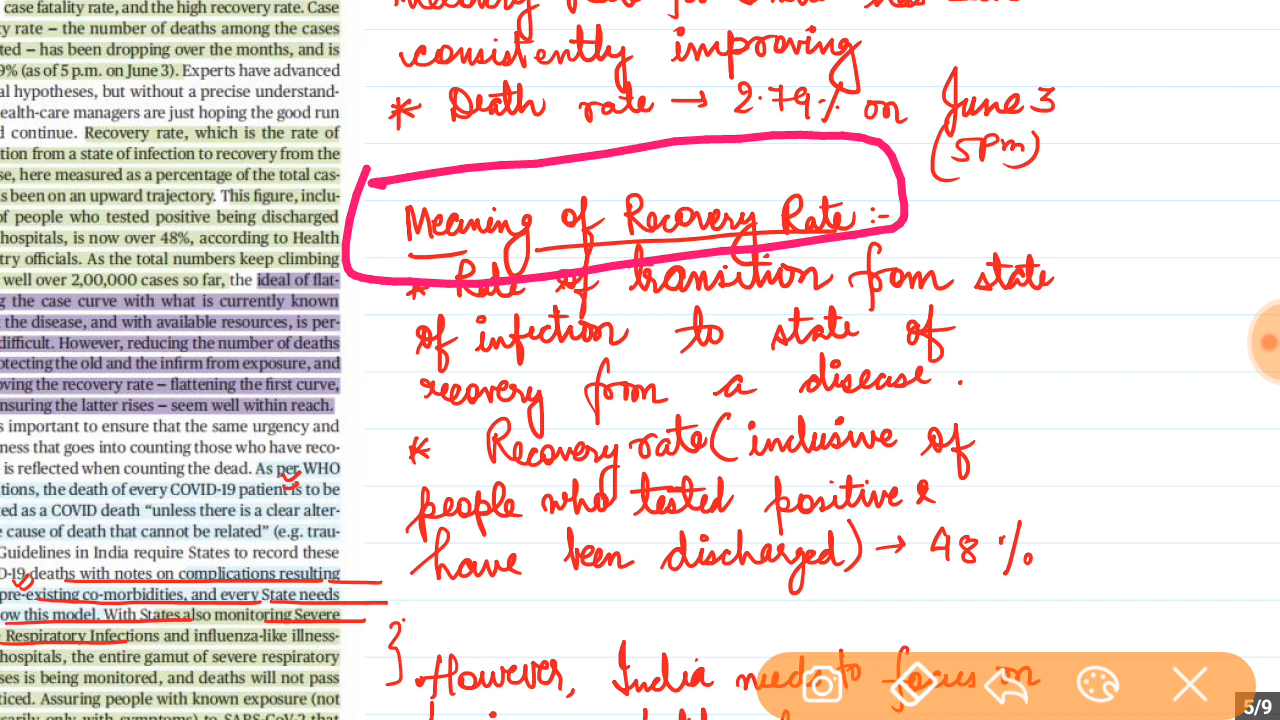 case fatality rate, and the high recovery rate. Case
ty rate – the number of deaths among the cases
ted – has been dropping over the months, and is
9% (as of 5 p.m. on June 3). Experts have advanced
al hypotheses, but without a precise understand-
ealth-care managers are just hoping the good run
d continue. Recovery rate, which is the rate of
tion from a state of infection to recovery from the
se, here measured as a percentage of the total cas-
s been on an upward trajectory. This figure, inclu-
of people who tested positive being discharged
hospitals, is now over 48%, according to Health
try officials. As the total numbers keep climbing
well over 2,00,000 cases so far, the ideal of flat-
g the case curve with what is currently known
the disease, and with available resources, is per-
difficult. However, reducing the number of deaths
otecting the old and the infirm from exposure, and
oving the recovery rate – flattening the first curve,
nsuring the latter rises – seem well within reach.
s important to ensure that the same urgency and
ness that goes into counting those who have reco-
is reflected when counting the dead. As per WHO
tions, the death of every COVID-19 patient is to be
ed as a COVID death “unless there is a clear alter-
e cause of death that cannot be related” (e.g. trau-
Guidelines in India require States to record these
D-19 deaths with notes on complications resulting
pre-existing co-morbidities, and every State needs
ow this model. With States also monitoring Severe
Respiratory Infections and influenza-like illness-
hospitals, the entire gamut of severe respiratory
ses is being monitored, and deaths will not pass
ticed. Assuring people with known exposure (not
consistently improving
* Death rate → 2.79% on June 3
(5Pm)
Meaning of Recovery Rate :-
* Rate of transition from state
of infection to state of
recovery from a disease.
* Recovery rate (inclusive of
people who tested positive &
have been discharged) → 48 %
However, India needs to focus on
5/9